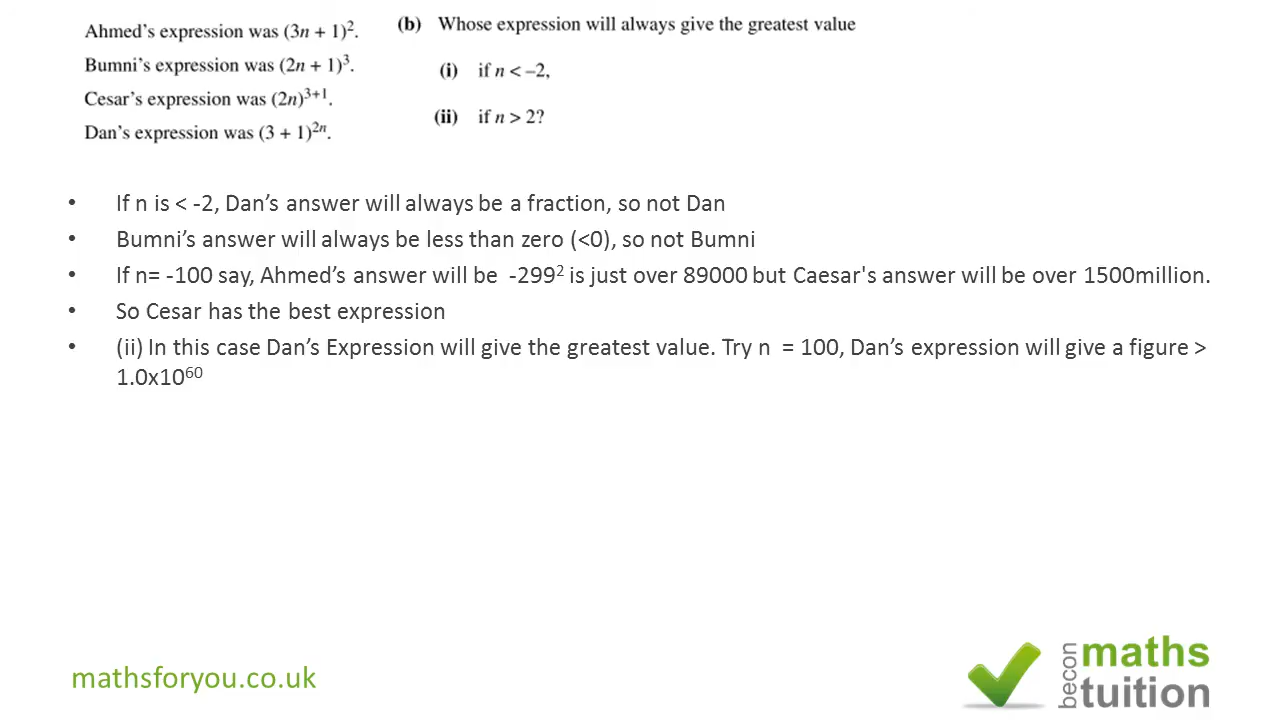 Ahmed's expression was (3n + 1)².
Bumni's expression was (2n + 1)³.
Cesar's expression was (2n)³⁺¹.
Dan's expression was (3 + 1)²ⁿ.
(b) Whose expression will always give the greatest value
(i) if n < –2,
(ii) if n > 2?
• If n is < -2, Dan's answer will always be a fraction, so not Dan
• Bumni's answer will always be less than zero (<0), so not Bumni
• If n= -100 say, Ahmed's answer will be -299² is just over 89000 but Caesar's answer will be over 1500million.
• So Cesar has the best expression
• (ii) In this case Dan's Expression will give the greatest value. Try n = 100, Dan's expression will give a figure >
1.0x10⁶⁰
mathsforyou.co.uk
becon
maths
tuition